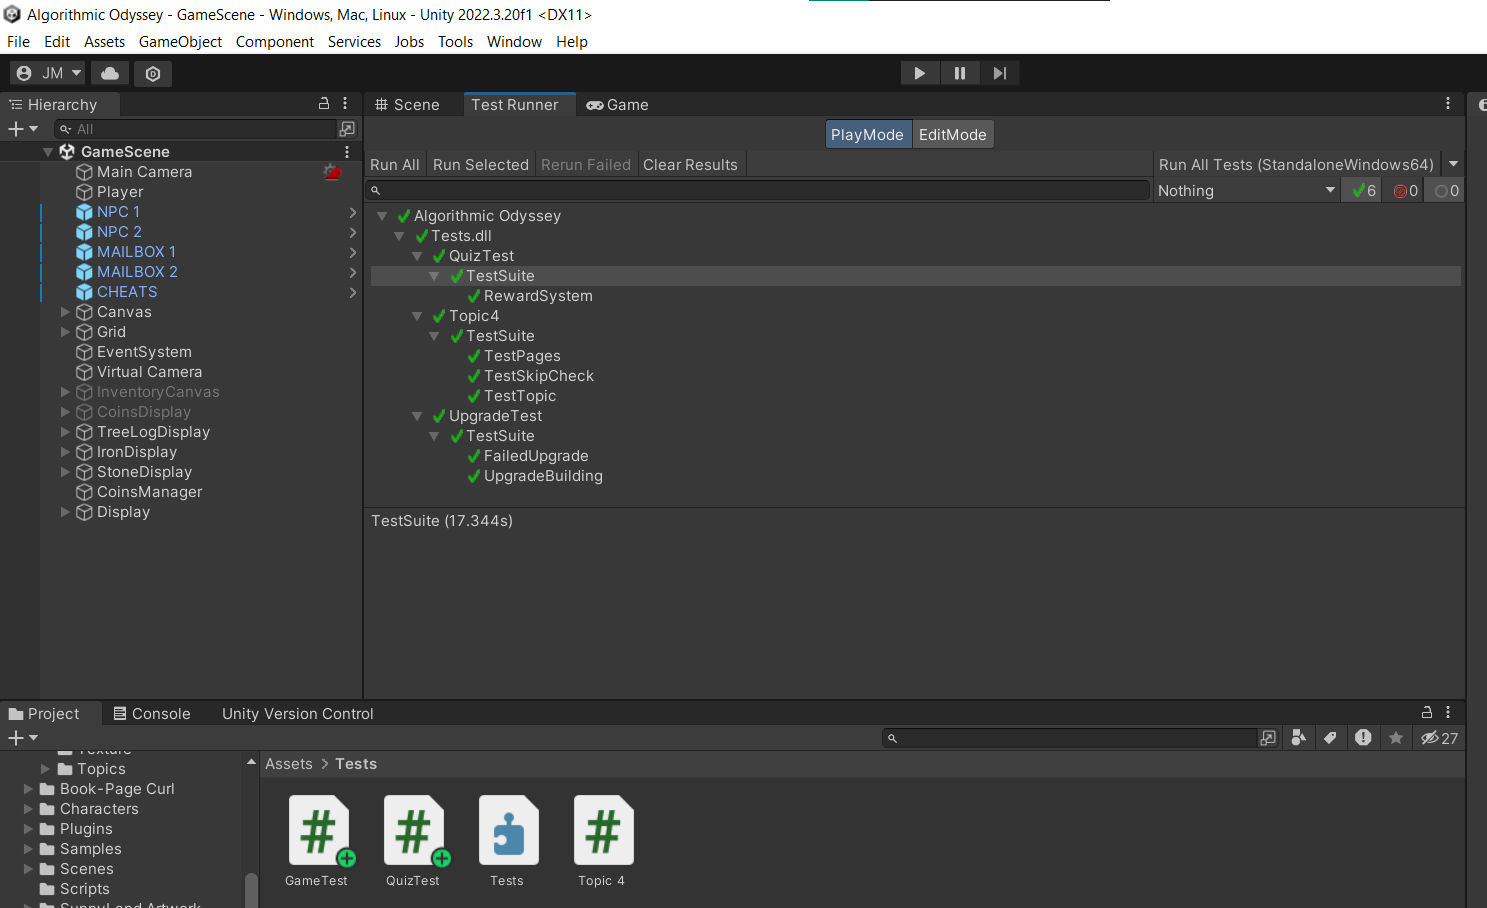 Algorithmic Odyssey - GameScene - Windows, Mac, Linux - Unity 2022.3.20f1 <DX11>
File Edit Assets GameObject Component Services Jobs Tools Window Help
JM
Hierarchy
All
GameScene
Main Camera
Player
NPC 1
NPC 2
MAILBOX 1
MAILBOX 2
CHEATS
Canvas
Grid
EventSystem
Virtual Camera
InventoryCanvas
CoinsDisplay
TreeLogDisplay
IronDisplay
StoneDisplay
CoinsManager
Display
Scene Test Runner Game
PlayMode EditMode
Run All Run Selected Rerun Failed Clear Results Run All Tests (StandaloneWindows64)
Nothing 6 0 0
Algorithmic Odyssey
Tests.dll
QuizTest
TestSuite
RewardSystem
Topic4
TestSuite
TestPages
TestSkipCheck
TestTopic
UpgradeTest
TestSuite
FailedUpgrade
UpgradeBuilding
TestSuite (17.344s)
Project Console Unity Version Control
27
Texture
Topics
Book-Page Curl
Characters
Plugins
Samples
Scenes
Scripts
SunnyLand Artwork
Assets > Tests
GameTest QuizTest Tests Topic 4